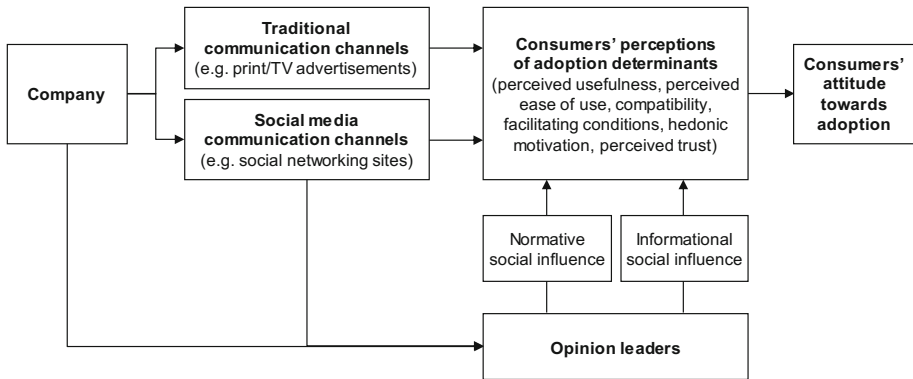 Company
Traditional
communication channels
(e.g. print/TV advertisements)
Social media
communication channels
(e.g. social networking sites)
Consumers' perceptions
of adoption determinants
(perceived usefulness, perceived
ease of use, compatibility,
facilitating conditions, hedonic
motivation, perceived trust)
Consumers'
attitude
towards
adoption
Normative
social influence
Informational
social influence
Opinion leaders